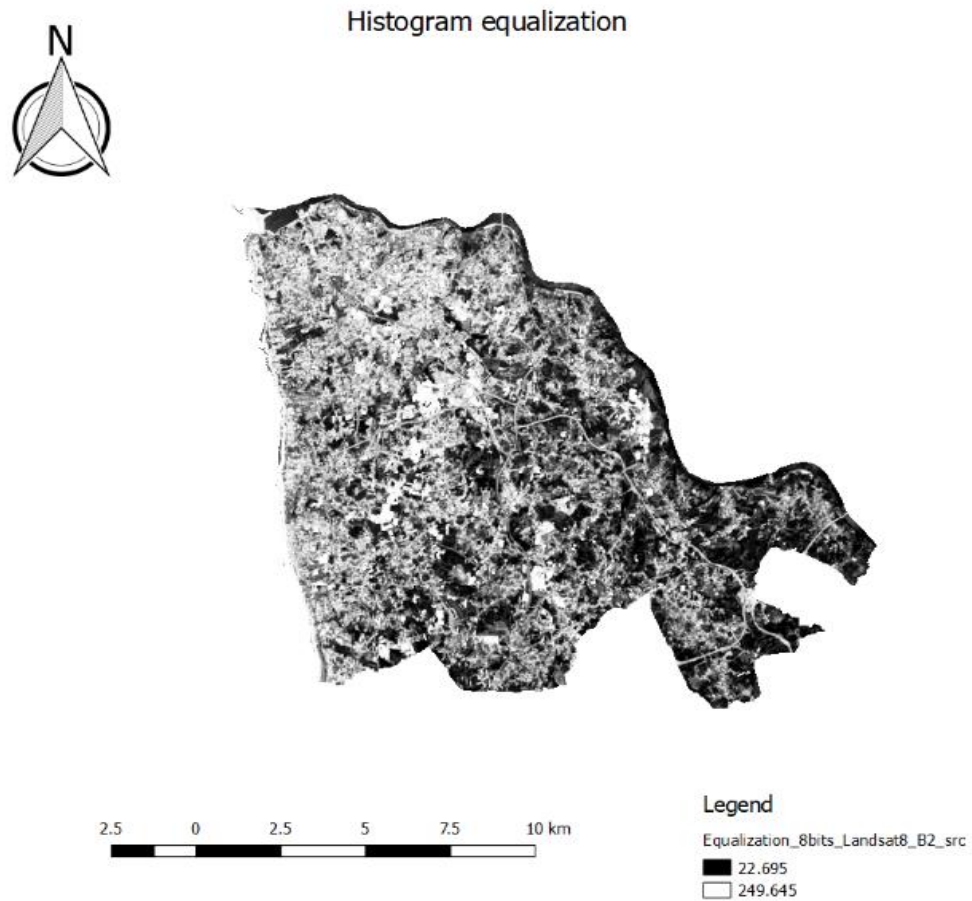 Histogram equalization
N
2.5 0 2.5 5 7.5 10 km
Legend
Equalization_8bits_Landsat8_B2_src
22.695
249.645